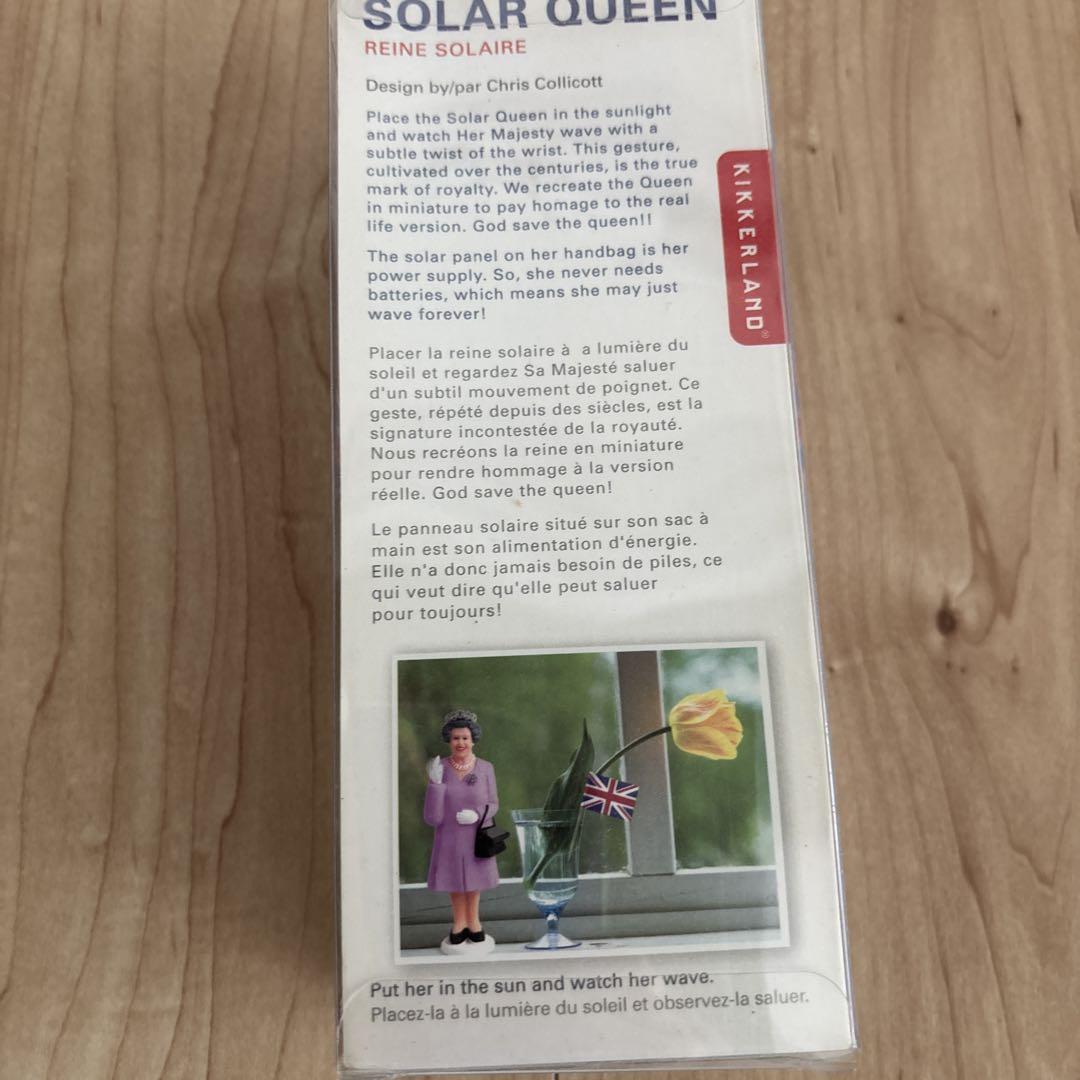 SOLAR QUEEN
REINE SOLAIRE
Design by/par Chris Collicott
Place the Solar Queen in the sunlight
and watch Her Majesty wave with a
subtle twist of the wrist. This gesture,
cultivated over the centuries, is the true
mark of royalty. We recreate the Queen
in miniature to pay homage to the real
life version. God save the queen!!
The solar panel on her handbag is her
power supply. So, she never needs
batteries, which means she may just
wave forever!
Placer la reine solaire à a lumière du
soleil et regardez Sa Majesté saluer
d'un subtil mouvement de poignet. Ce
geste, répété depuis des siècles, est la
signature incontestée de la royauté.
Nous recréons la reine en miniature
pour rendre hommage à la version
réelle. God save the queen!
Le panneau solaire situé sur son sac à
main est son alimentation d'énergie.
Elle n'a donc jamais besoin de piles, ce
qui veut dire qu'elle peut saluer
pour toujours!
Put her in the sun and watch her wave.
Placez-la à la lumière du soleil et observez-la saluer.
KIKKERLAND®